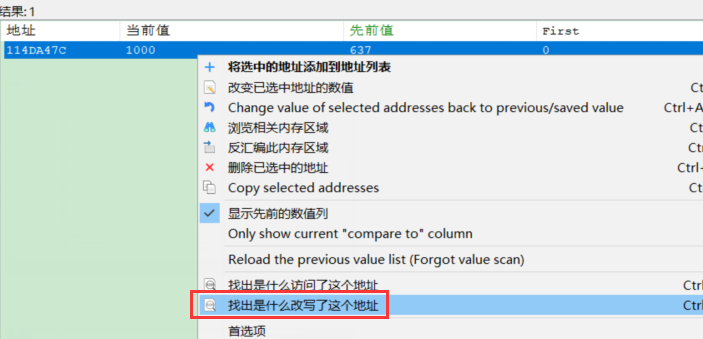 结果: 1
地址 当前值 先前值 First
114DA47C 1000 637 0
将选中的地址添加到地址列表
改变已选中地址的数值 Ct
Change value of selected addresses back to previous/saved value Ctrl+A
浏览相关内存区域 Ct
反汇编此内存区域 Ctr
删除已选中的地址 Ctrl-
Copy selected addresses Ct
显示先前的数值列
Only show current "compare to" column
Reload the previous value list (Forgot value scan)
找出是什么访问了这个地址 Ctrl
找出是什么改写了这个地址 Ctrl
首选项